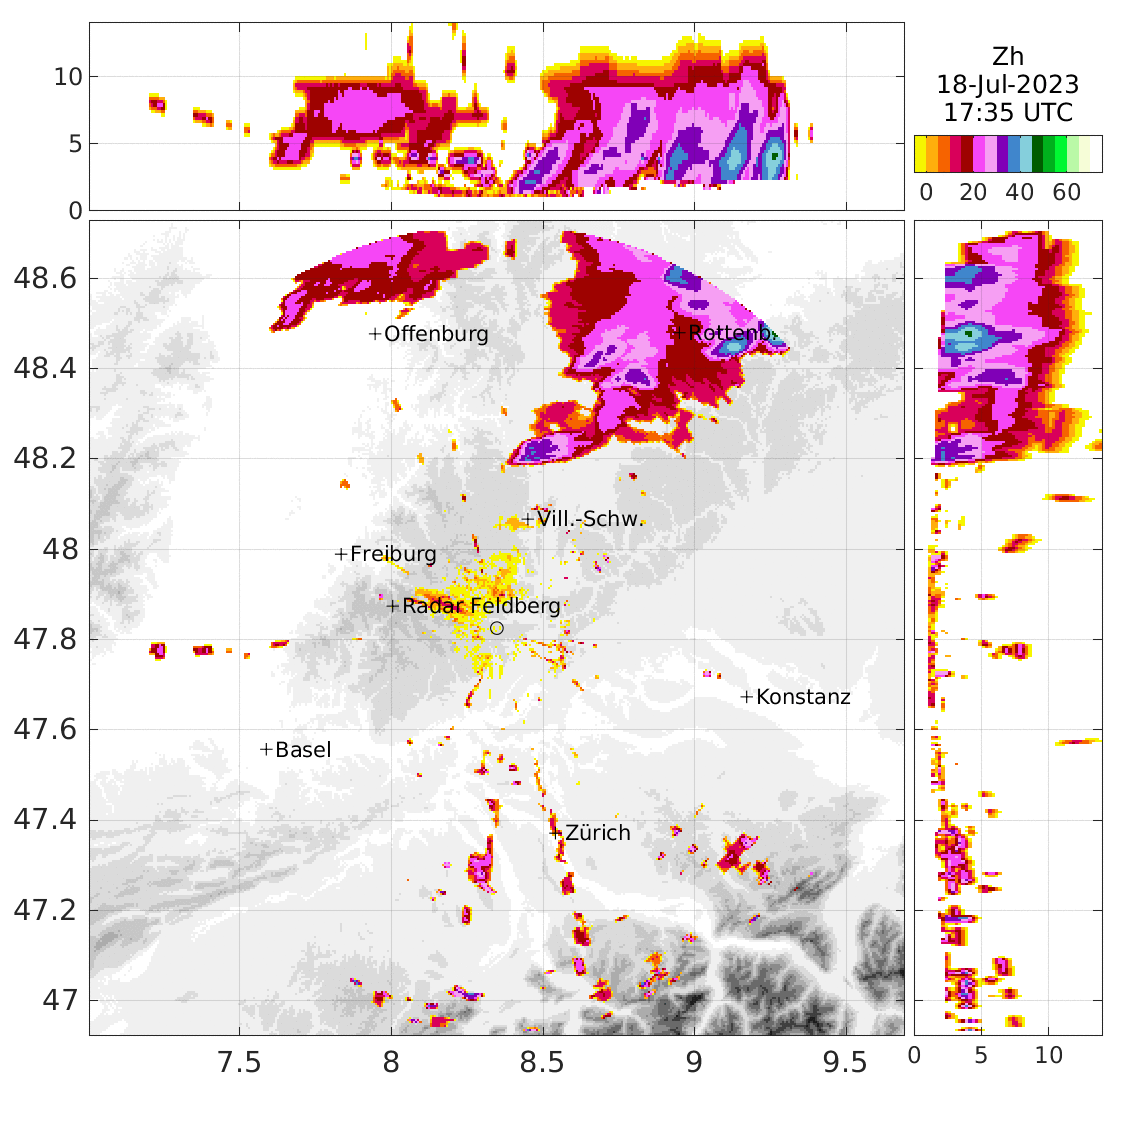 10
5
0
Zh
18-Jul-2023
17:35 UTC
0 20 40 60
48.6
48.4
48.2
48
47.8
47.6
47.4
47.2
47
Offenburg
Rottenb.
Vill.-Schw.
Freiburg
Radar Feldberg
Konstanz
Basel
Zürich
7.5 8 8.5 9 9.5
0 5 10